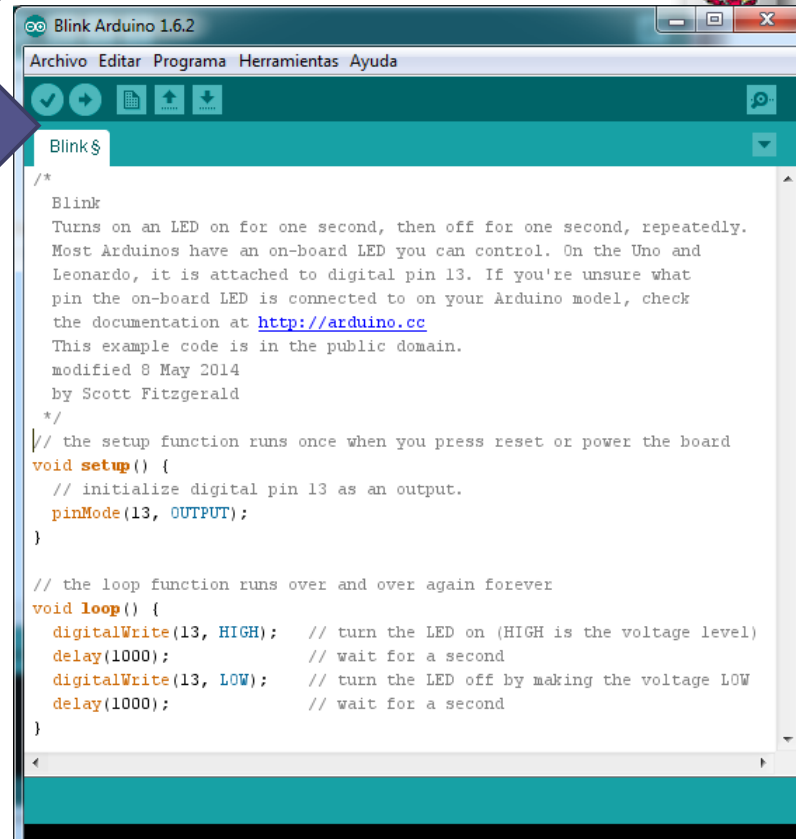 Blink Arduino 1.6.2
Archivo Editar Programa Herramientas Ayuda
Blink§
/*
  Blink
  Turns on an LED on for one second, then off for one second, repeatedly.
  Most Arduinos have an on-board LED you can control. On the Uno and
  Leonardo, it is attached to digital pin 13. If you're unsure what
  pin the on-board LED is connected to on your Arduino model, check
  the documentation at http://arduino.cc
  This example code is in the public domain.
  modified 8 May 2014
  by Scott Fitzgerald
 */
// the setup function runs once when you press reset or power the board
void setup() {
  // initialize digital pin 13 as an output.
  pinMode(13, OUTPUT);
}
// the loop function runs over and over again forever
void loop() {
  digitalWrite(13, HIGH);   // turn the LED on (HIGH is the voltage level)
  delay(1000);              // wait for a second
  digitalWrite(13, LOW);    // turn the LED off by making the voltage LOW
  delay(1000);              // wait for a second
}